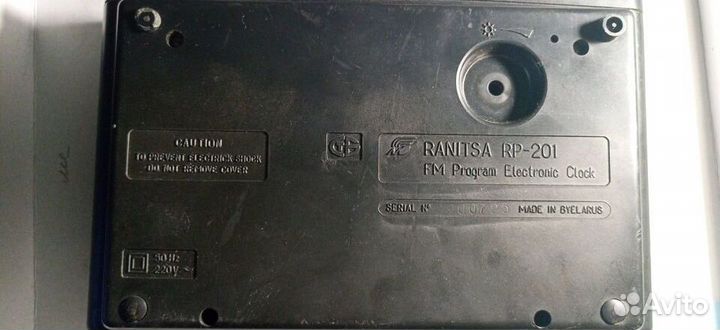 CAUTION
TO PREVENT ELECTRICK SHOCK
DO NOT REMOVE COVER
RANITSA RP-201
FM Program Electronic Clock
SERIAL N° MADE IN BYELARUS
50Hz
220V~
Avito